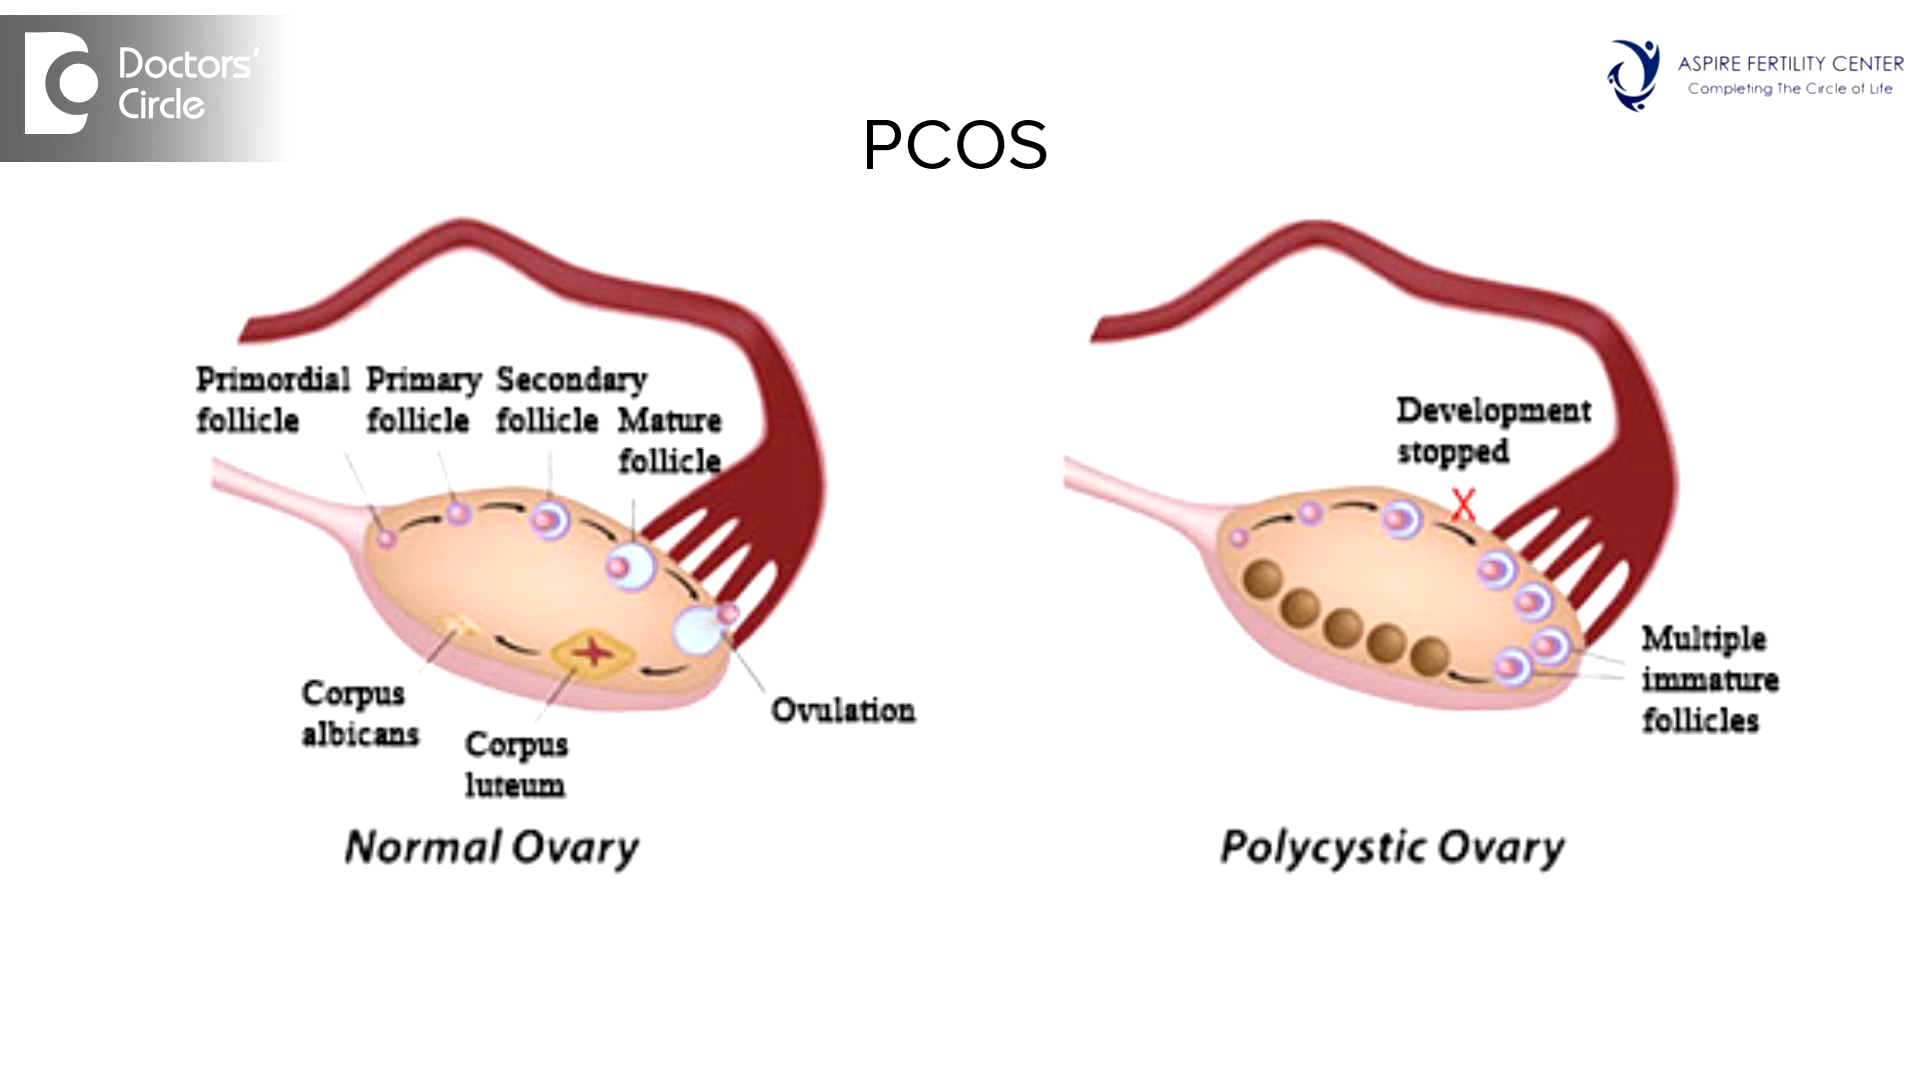 Doctors'
Circle
ASPIRE FERTILITY CENTER
Completing The Circle of Life
PCOS
Primordial
follicle
Primary
follicle
Secondary
follicle
Mature
follicle
Corpus
albicans
Corpus
luteum
Ovulation
Normal Ovary
Development
stopped
X
Multiple
immature
follicles
Polycystic Ovary